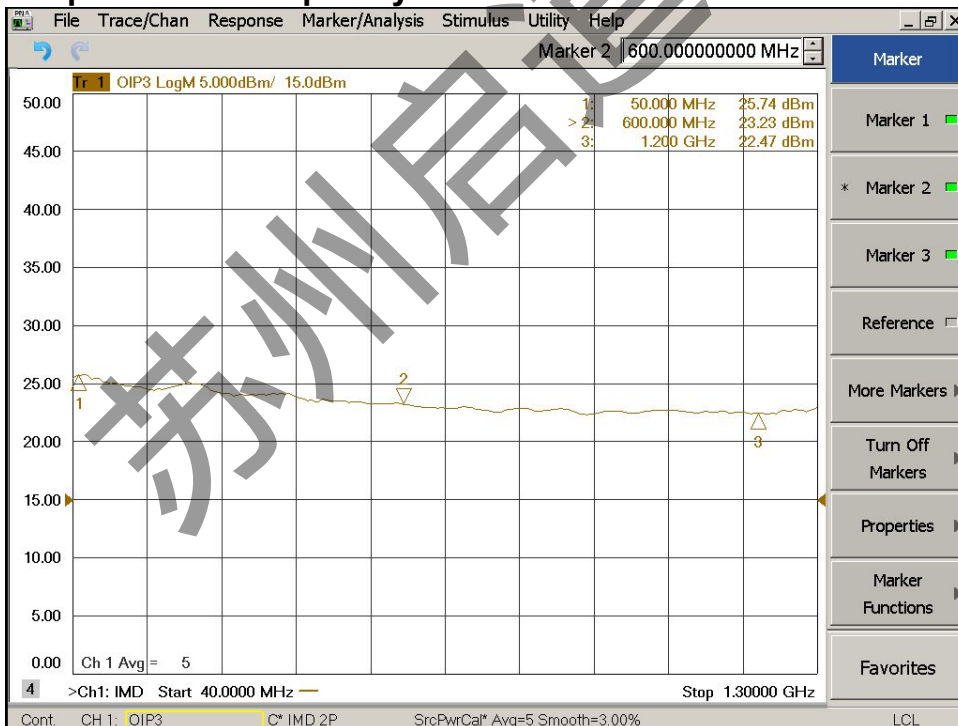 File Trace/Chan Response Marker/Analysis Stimulus Utility Help
Marker 2 600.000000000 MHz
Tr 1 OIP3 LogM 5.000dBm/ 15.0dBm
1: 50.000 MHz 25.74 dBm
> 2: 600.000 MHz 23.23 dBm
3: 1.200 GHz 22.47 dBm
50.00
45.00
40.00
35.00
30.00
25.00
20.00
15.00
10.00
5.00
0.00
1
2
3
Ch 1 Avg = 5
4 >Ch1: IMD Start 40.0000 MHz Stop 1.30000 GHz
Cont. CH 1: OIP3 C* IMD 2P SrcPwrCal* Avg=5 Smooth=3.00% LCL
Marker
Marker 1
* Marker 2
Marker 3
Reference
More Markers
Turn Off
Markers
Properties
Marker
Functions
Favorites
苏州启道